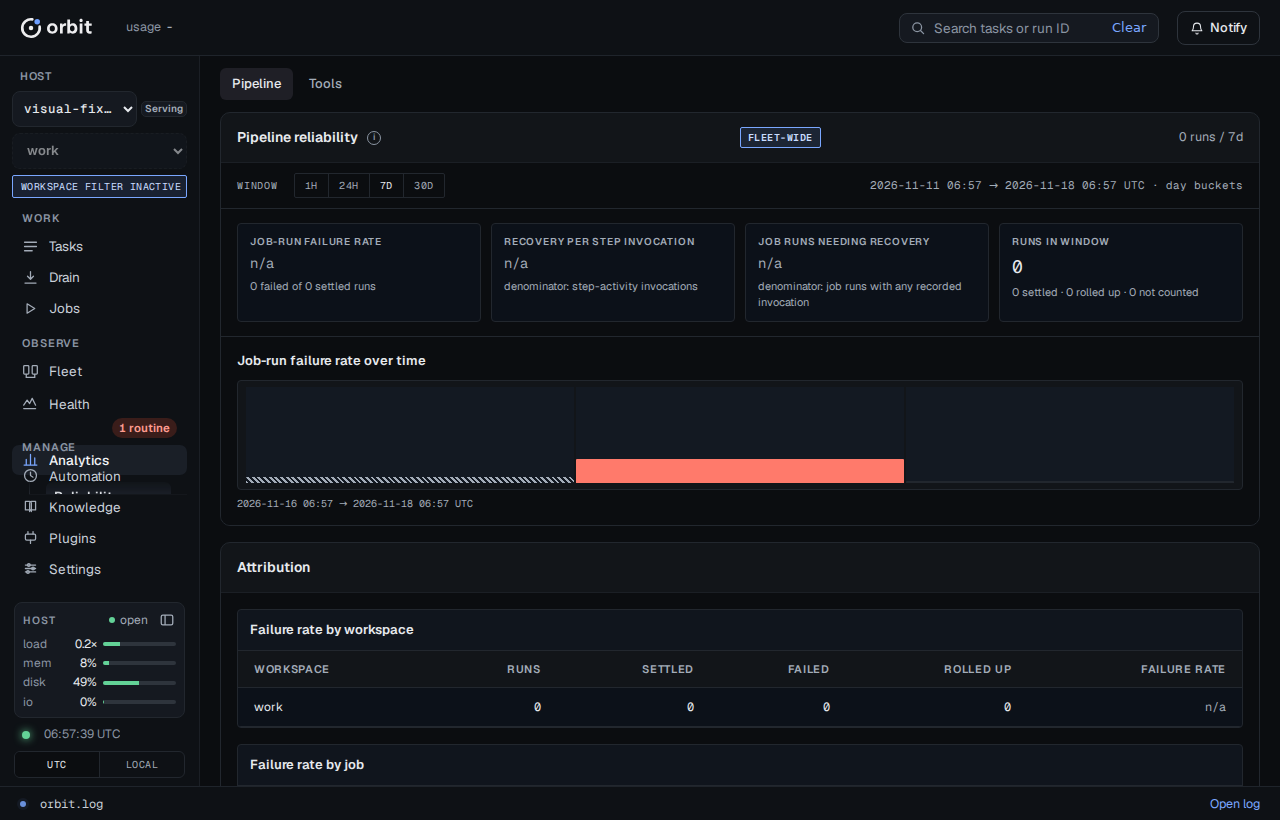 orbit
usage -
Search tasks or run ID
Clear
Notify
HOST
visual-fix…
Serving
work
WORKSPACE FILTER INACTIVE
WORK
Tasks
Drain
Jobs
OBSERVE
Fleet
Health
1 routine
MANAGE
Analytics
Automation
Reliability
Knowledge
Plugins
Settings
HOST
open
load 0.2×
mem 8%
disk 49%
io 0%
06:57:39 UTC
UTC LOCAL
Pipeline Tools
Pipeline reliability
FLEET-WIDE
0 runs / 7d
WINDOW 1H 24H 7D 30D
2026-11-11 06:57 → 2026-11-18 06:57 UTC · day buckets
JOB-RUN FAILURE RATE
n/a
0 failed of 0 settled runs
RECOVERY PER STEP INVOCATION
n/a
denominator: step-activity invocations
JOB RUNS NEEDING RECOVERY
n/a
denominator: job runs with any recorded
invocation
RUNS IN WINDOW
0
0 settled · 0 rolled up · 0 not counted
Job-run failure rate over time
2026-11-16 06:57 → 2026-11-18 06:57 UTC
Attribution
Failure rate by workspace
WORKSPACE RUNS SETTLED FAILED ROLLED UP FAILURE RATE
work 0 0 0 0 n/a
Failure rate by job
orbit.log
Open log